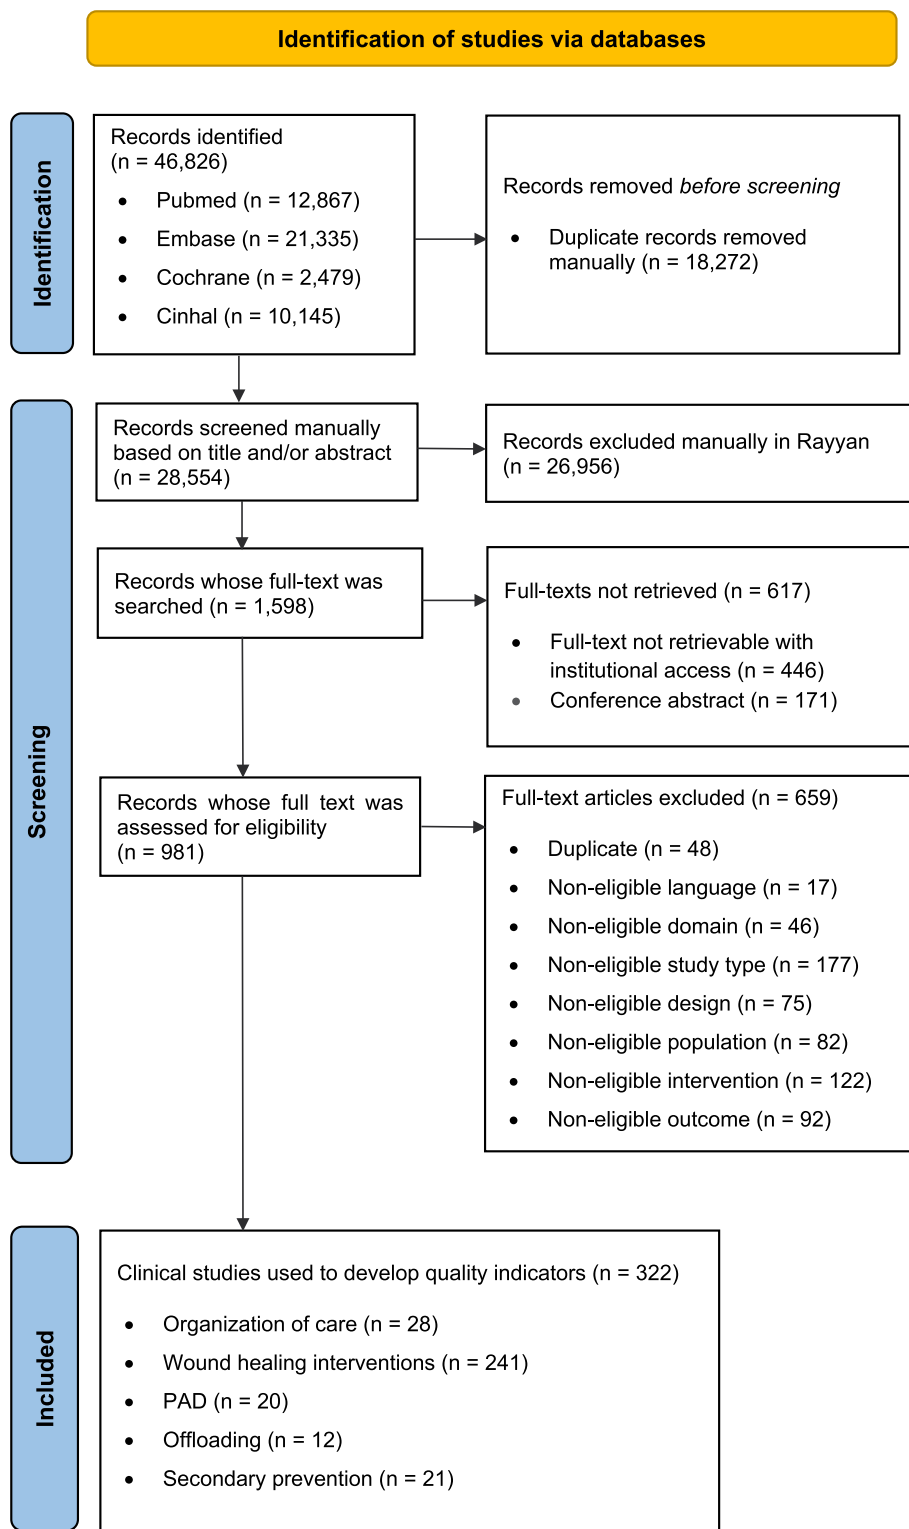 Identification of studies via databases
Identification
Records identified
(n = 46,826)
• Pubmed (n = 12,867)
• Embase (n = 21,335)
• Cochrane (n = 2,479)
• Cinhal (n = 10,145)
Records removed before screening
• Duplicate records removed
manually (n = 18,272)
Screening
Records screened manually
based on title and/or abstract
(n = 28,554)
Records excluded manually in Rayyan
(n = 26,956)
Records whose full-text was
searched (n = 1,598)
Full-texts not retrieved (n = 617)
• Full-text not retrievable with
institutional access (n = 446)
• Conference abstract (n = 171)
Records whose full text was
assessed for eligibility
(n = 981)
Full-text articles excluded (n = 659)
• Duplicate (n = 48)
• Non-eligible language (n = 17)
• Non-eligible domain (n = 46)
• Non-eligible study type (n = 177)
• Non-eligible design (n = 75)
• Non-eligible population (n = 82)
• Non-eligible intervention (n = 122)
• Non-eligible outcome (n = 92)
Included
Clinical studies used to develop quality indicators (n = 322)
• Organization of care (n = 28)
• Wound healing interventions (n = 241)
• PAD (n = 20)
• Offloading (n = 12)
• Secondary prevention (n = 21)